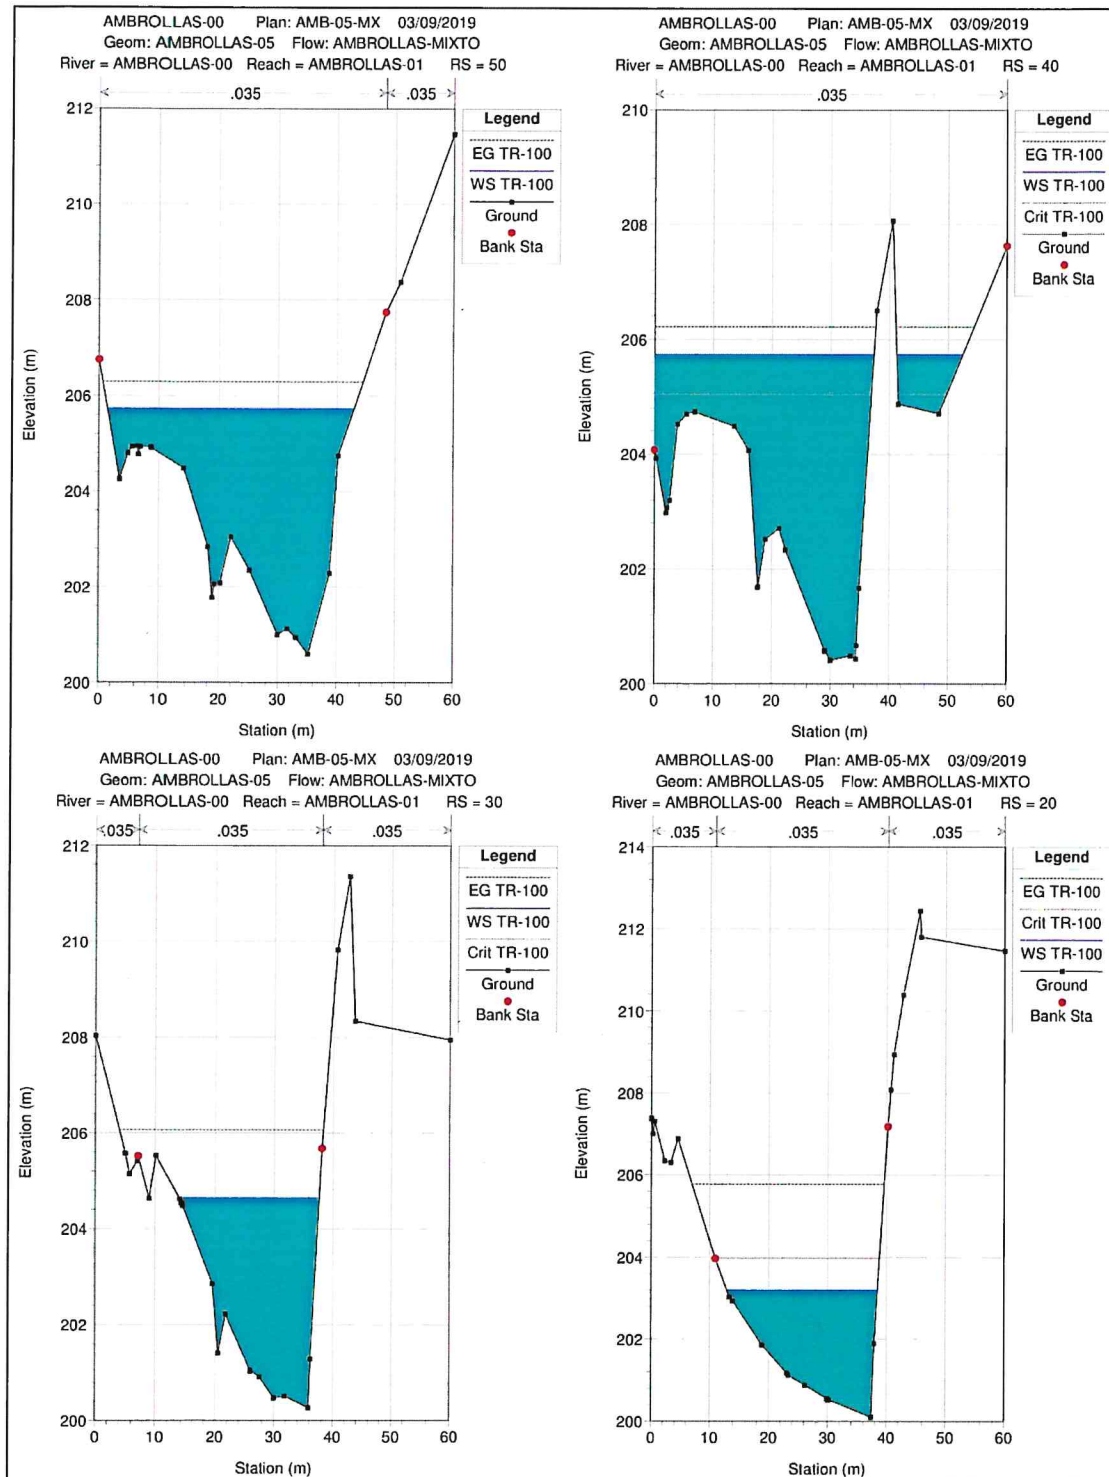 AMBROLLAS-00 Plan: AMB-05-MX 03/09/2019
Geom: AMBROLLAS-05 Flow: AMBROLLAS-MIXTO
River = AMBROLLAS-00 Reach = AMBROLLAS-01 RS = 50
.035 .035
212
210
208
206
204
202
200
Elevation (m)
0 10 20 30 40 50 60
Station (m)
Legend
EG TR-100
WS TR-100
Ground
Bank Sta
AMBROLLAS-00 Plan: AMB-05-MX 03/09/2019
Geom: AMBROLLAS-05 Flow: AMBROLLAS-MIXTO
River = AMBROLLAS-00 Reach = AMBROLLAS-01 RS = 40
.035
210
208
206
204
202
200
Elevation (m)
0 10 20 30 40 50 60
Station (m)
Legend
EG TR-100
WS TR-100
Crit TR-100
Ground
Bank Sta
AMBROLLAS-00 Plan: AMB-05-MX 03/09/2019
Geom: AMBROLLAS-05 Flow: AMBROLLAS-MIXTO
River = AMBROLLAS-00 Reach = AMBROLLAS-01 RS = 30
.035 .035 .035
212
210
208
206
204
202
200
Elevation (m)
0 10 20 30 40 50 60
Station (m)
Legend
EG TR-100
WS TR-100
Crit TR-100
Ground
Bank Sta
AMBROLLAS-00 Plan: AMB-05-MX 03/09/2019
Geom: AMBROLLAS-05 Flow: AMBROLLAS-MIXTO
River = AMBROLLAS-00 Reach = AMBROLLAS-01 RS = 20
.035 .035 .035
214
212
210
208
206
204
202
200
Elevation (m)
0 10 20 30 40 50 60
Station (m)
Legend
EG TR-100
Crit TR-100
WS TR-100
Ground
Bank Sta